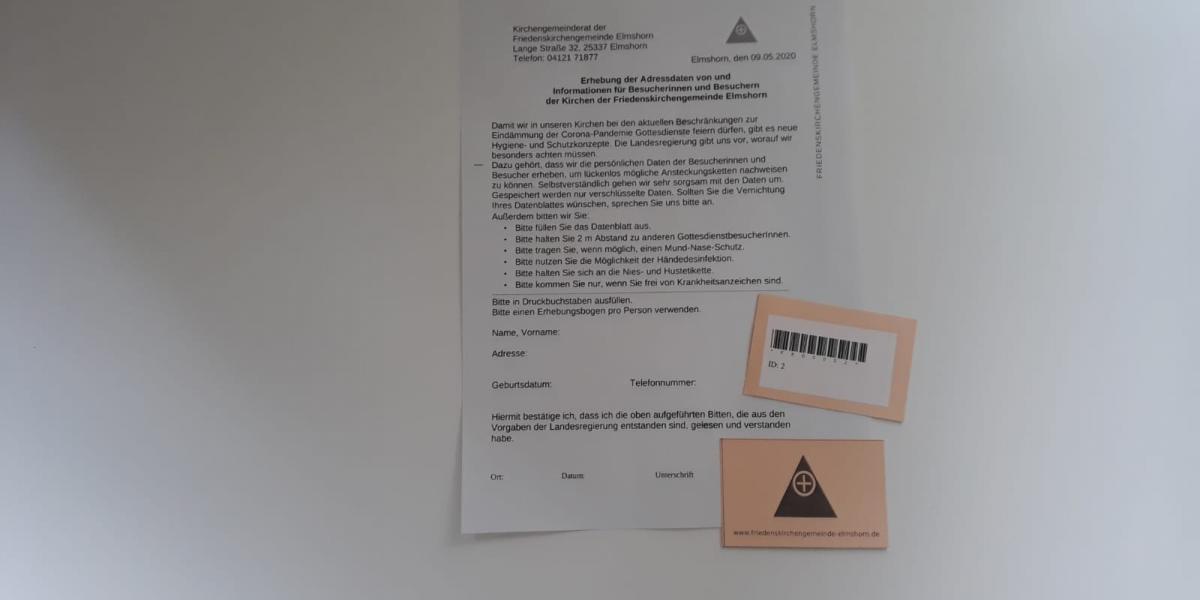 Kirchengemeinderat der
Friedenskirchengemeinde Elmshorn
Lange Straße 32, 25337 Elmshorn
Telefon: 04121 71877
Elmshorn, den 09.05.2020
FRIEDENSKIRCHENGEMEINDE ELMSHORN
Erhebung der Adressdaten von und
Informationen für Besucherinnen und Besuchern
der Kirchen der Friedenskirchengemeinde Elmshorn
Damit wir in unseren Kirchen bei den aktuellen Beschränkungen zur
Eindämmung der Corona-Pandemie Gottesdienste feiern dürfen, gibt es neue
Hygiene- und Schutzkonzepte. Die Landesregierung gibt uns vor, worauf wir
besonders achten müssen.
Dazu gehört, dass wir die persönlichen Daten der Besucherinnen und
Besucher erheben, um lückenlos mögliche Ansteckungsketten nachweisen
zu können. Selbstverständlich gehen wir sehr sorgsam mit den Daten um.
Gespeichert werden nur verschlüsselte Daten. Sollten Sie die Vernichtung
Ihres Datenblattes wünschen, sprechen Sie uns bitte an.
Außerdem bitten wir Sie:
• Bitte füllen Sie das Datenblatt aus.
• Bitte halten Sie 2 m Abstand zu anderen GottesdienstbesucherInnen.
• Bitte tragen Sie, wenn möglich, einen Mund-Nase-Schutz.
• Bitte nutzen Sie die Möglichkeit der Händedesinfektion.
• Bitte halten Sie sich an die Nies- und Hustetikette.
• Bitte kommen Sie nur, wenn Sie frei von Krankheitsanzeichen sind.
Bitte in Druckbuchstaben ausfüllen.
Bitte einen Erhebungsbogen pro Person verwenden.
Name, Vorname:
Adresse:
Geburtsdatum: Telefonnummer:
Hiermit bestätige ich, dass ich die oben aufgeführten Bitten, die aus den
Vorgaben der Landesregierung entstanden sind, gelesen und verstanden
habe.
Ort: Datum: Unterschrift
ID: 2
www.friedenskirchengemeinde-elmshorn.de